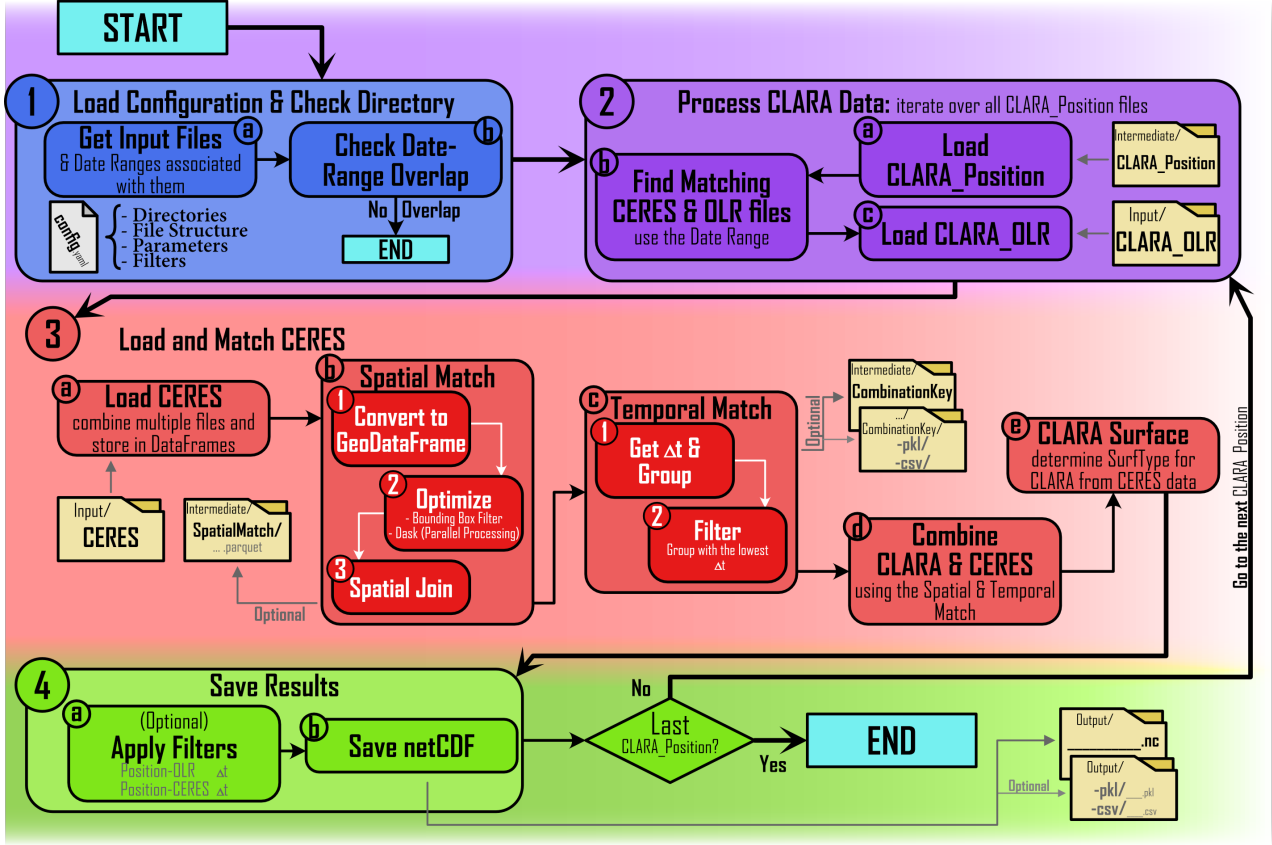 START
1
Load Configuration & Check Directory
a
Get Input Files
& Date Ranges associated
with them
b
Check Date-
Range Overlap
No Overlap
END
config.yaml
- Directories
- File Structure
- Parameters
- Filters
2
Process CLARA Data: iterate over all CLARA_Position files
a
Load
CLARA_Position
Intermediate/
CLARA_Position
b
Find Matching
CERES & OLR files
use the Date Range
c
Load CLARA_OLR
Input/
CLARA_OLR
3
Load and Match CERES
a
Load CERES
combine multiple files and
store in DataFrames
Input/
CERES
Intermediate/
SpatialMatch/
... .parquet
Optional
b
Spatial Match
1
Convert to
GeoDataFrame
2
Optimize
- Bounding Box Filter
- Dask (Parallel Processing)
3
Spatial Join
c
Temporal Match
1
Get Δt &
Group
2
Filter
Group with the lowest
Δt
Optional
Intermediate/
CombinationKey
.../
CombinationKey/
-pkl/
-csv/
d
Combine
CLARA & CERES
using the Spatial & Temporal
Match
e
CLARA Surface
determine SurfType for
CLARA from CERES data
Go to the next CLARA_Position
4
Save Results
a
(Optional)
Apply Filters
Position-OLR Δt
Position-CERES Δt
b
Save netCDF
Last
CLARA_Position?
No
Yes
END
Output/
________.nc
Optional
Output/
-pkl/___.pkl
-csv/___.csv